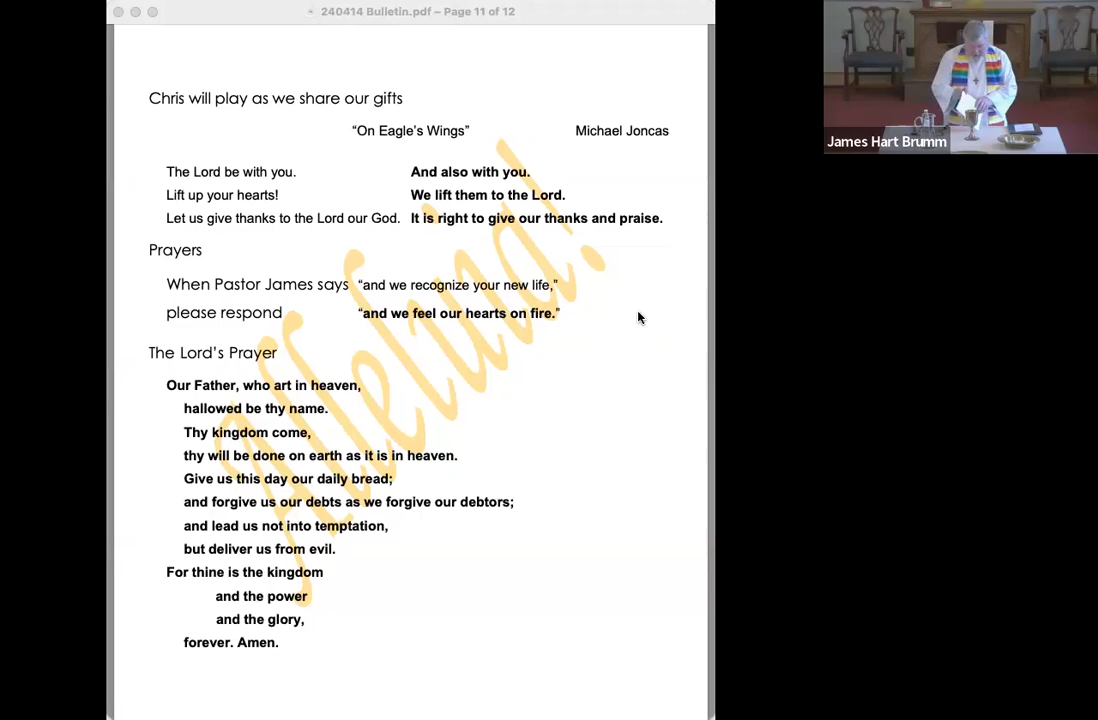 240414 Bulletin.pdf – Page 11 of 12
Chris will play as we share our gifts
“On Eagle’s Wings” Michael Joncas
The Lord be with you. And also with you.
Lift up your hearts! We lift them to the Lord.
Let us give thanks to the Lord our God. It is right to give our thanks and praise.
Prayers
When Pastor James says “and we recognize your new life,”
please respond “and we feel our hearts on fire.”
The Lord’s Prayer
Our Father, who art in heaven,
hallowed be thy name.
Thy kingdom come,
thy will be done on earth as it is in heaven.
Give us this day our daily bread;
and forgive us our debts as we forgive our debtors;
and lead us not into temptation,
but deliver us from evil.
For thine is the kingdom
and the power
and the glory,
forever. Amen.
Alleluia!
James Hart Brumm